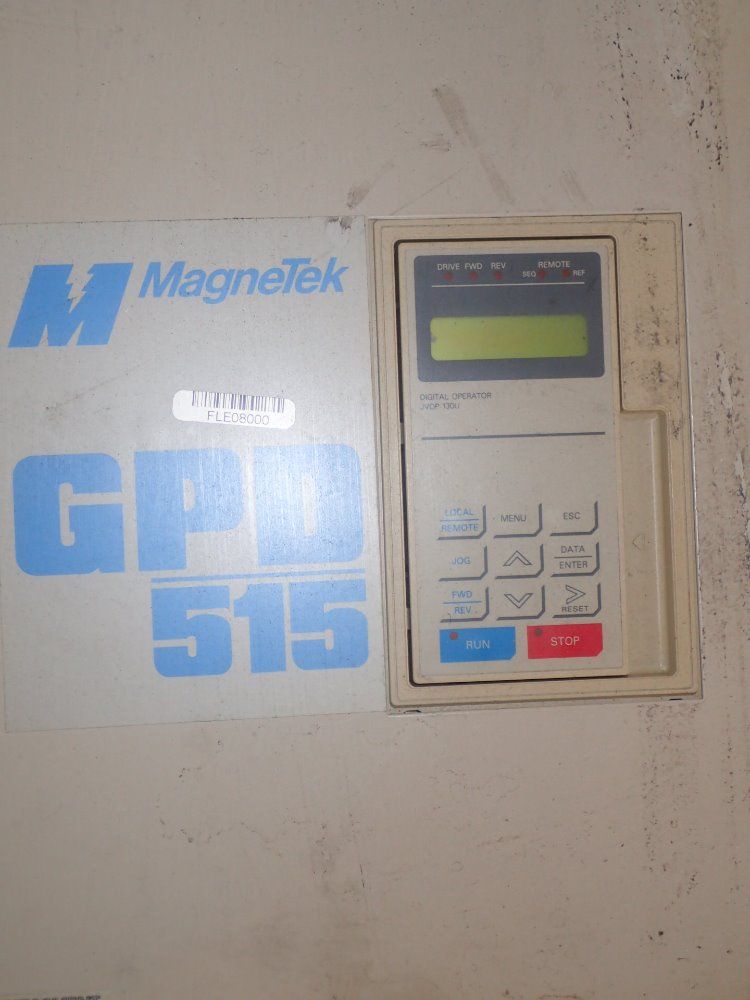 MagneTek
FLE08000
GPD
515
DRIVE FWD REV REMOTE
SEQ REF
DIGITAL OPERATOR
JVOP 130U
LOCAL
REMOTE
MENU
ESC
JOG
DATA
ENTER
FWD
REV
RESET
RUN
STOP